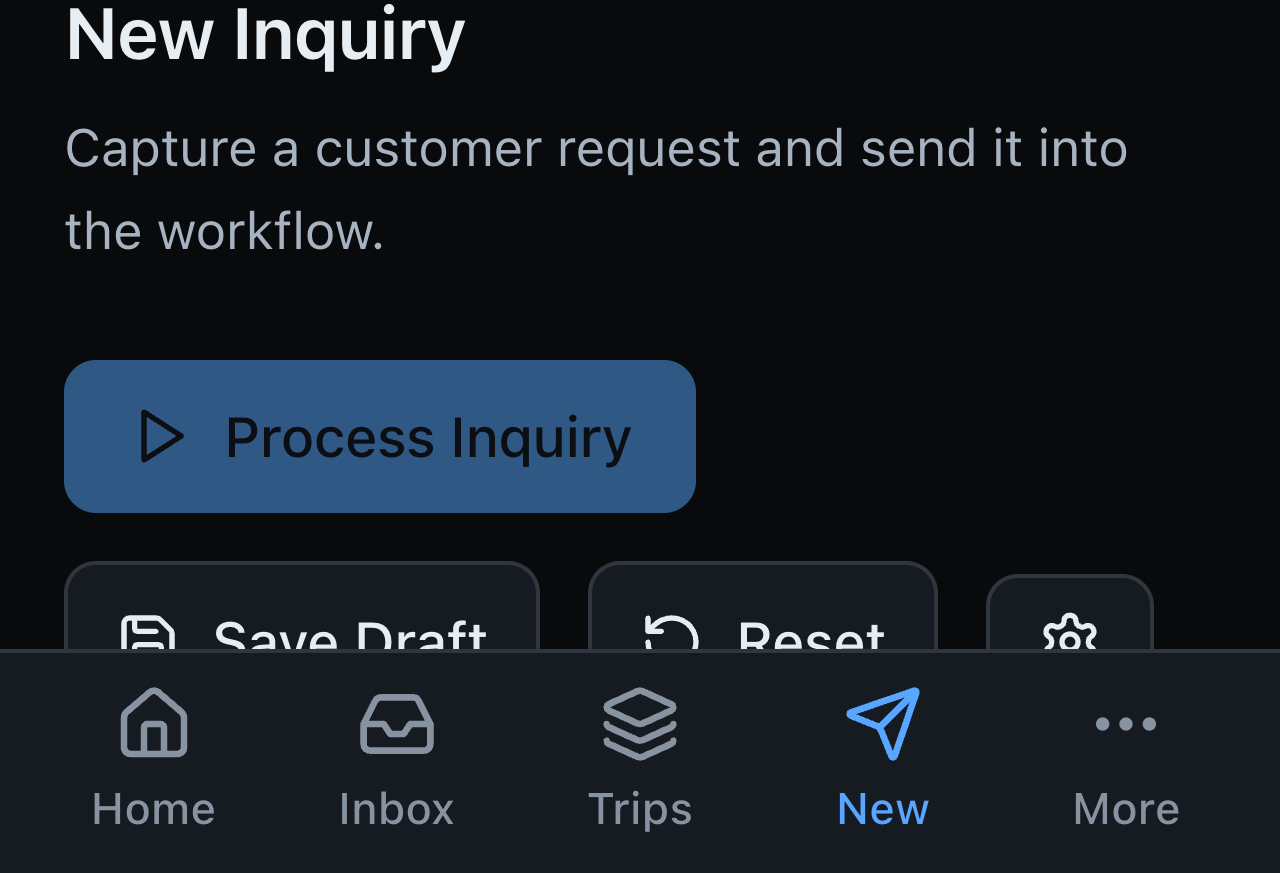 New Inquiry
Capture a customer request and send it into
the workflow.
Process Inquiry
Save Draft
Reset
Home
Inbox
Trips
New
More